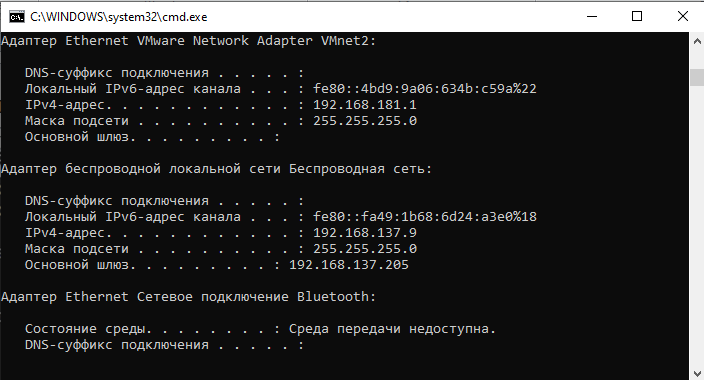 C:\WINDOWS\system32\cmd.exe
Адаптер Ethernet VMware Network Adapter VMnet2:
DNS-суффикс подключения . . . . . :
Локальный IPv6-адрес канала . . . : fe80::4bd9:9a06:634b:c59a%22
IPv4-адрес. . . . . . . . . . . . : 192.168.181.1
Маска подсети . . . . . . . . . . : 255.255.255.0
Основной шлюз. . . . . . . . . :
Адаптер беспроводной локальной сети Беспроводная сеть:
DNS-суффикс подключения . . . . . :
Локальный IPv6-адрес канала . . . : fe80::fa49:1b68:6d24:a3e0%18
IPv4-адрес. . . . . . . . . . . . : 192.168.137.9
Маска подсети . . . . . . . . . . : 255.255.255.0
Основной шлюз. . . . . . . . . : 192.168.137.205
Адаптер Ethernet Сетевое подключение Bluetooth:
Состояние среды. . . . . . . . : Среда передачи недоступна.
DNS-суффикс подключения . . . . . :